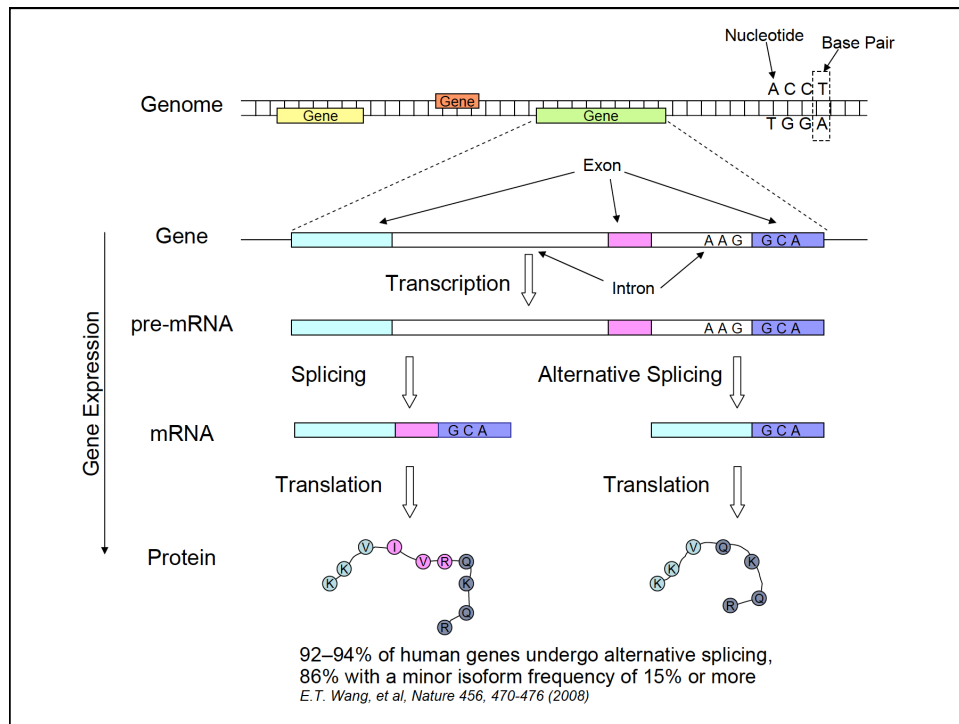 Nucleotide
Base Pair
A C C T
Genome
Gene
Gene
Gene
T G G A
Exon
Gene
A A G
G C A
Transcription
Intron
pre-mRNA
A A G
G C A
Gene Expression
Splicing
Alternative Splicing
mRNA
G C A
G C A
Translation
Translation
Protein
K K V I V R Q K Q R
K K V Q K Q R
92–94% of human genes undergo alternative splicing,
86% with a minor isoform frequency of 15% or more
E.T. Wang, et al, Nature 456, 470-476 (2008)